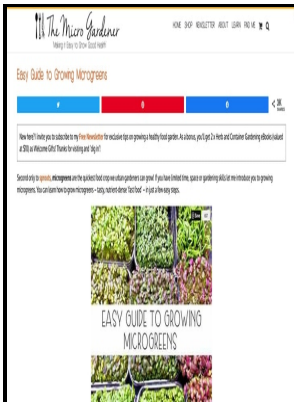 The Micro Gardener
Making it Easy to Grow Good Health
HOME SHOP NEWSLETTER ABOUT LEARN FIND ME
Easy Guide to Growing Microgreens
SHARES
New here? I invite you to subscribe to my Free Newsletter for exclusive tips on growing a healthy food garden. As a bonus, you'll get 2 x Herb and Container Gardening eBooks (valued
at $30) as Welcome Gifts! Thanks for visiting and 'dig in'!
Second only to sprouts, microgreens are the quickest food crop we urban gardeners can grow! If you have limited time, space or gardening skills let me introduce you to growing
microgreens. You can learn how to grow microgreens – tasty, nutrient-dense 'fast food' – in just a few easy steps.
EASY GUIDE TO GROWING
MICROGREENS